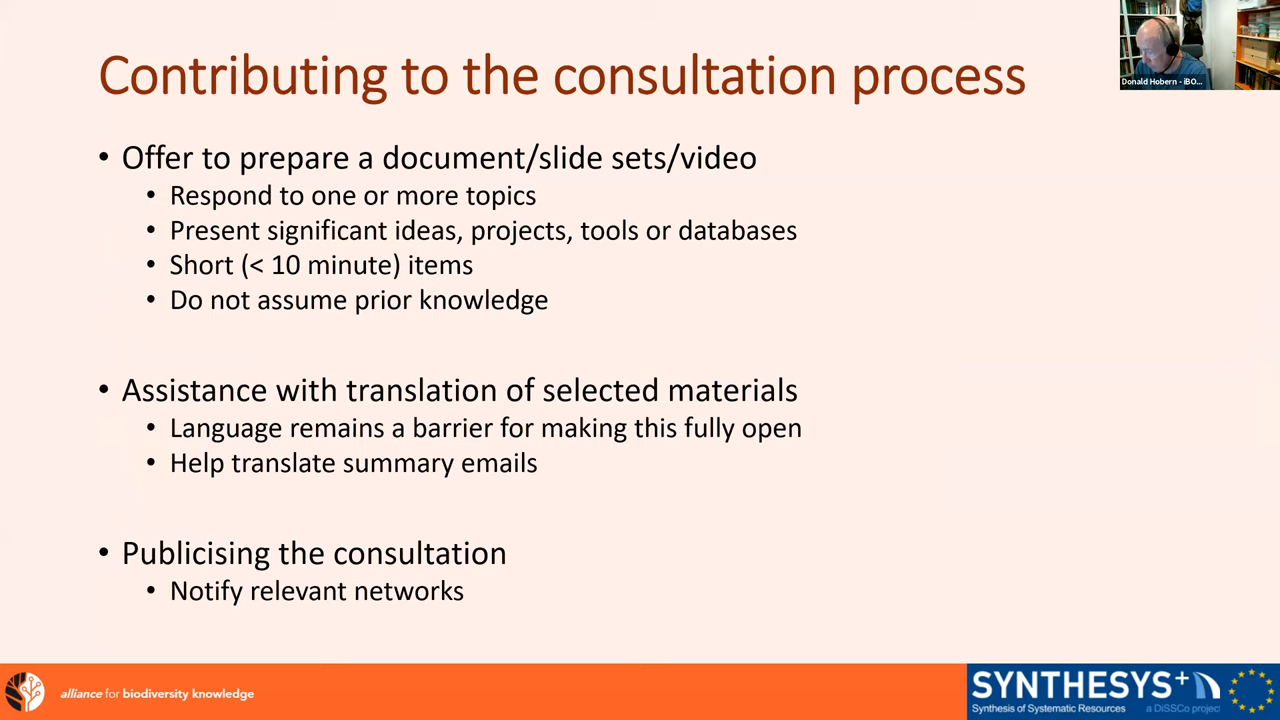 Contributing to the consultation process
Donald Hobern - iBO...
• Offer to prepare a document/slide sets/video
• Respond to one or more topics
• Present significant ideas, projects, tools or databases
• Short (< 10 minute) items
• Do not assume prior knowledge
• Assistance with translation of selected materials
• Language remains a barrier for making this fully open
• Help translate summary emails
• Publicising the consultation
• Notify relevant networks
alliance for biodiversity knowledge
SYNTHESYS+
Synthesis of Systematic Resources a DiSSCo project